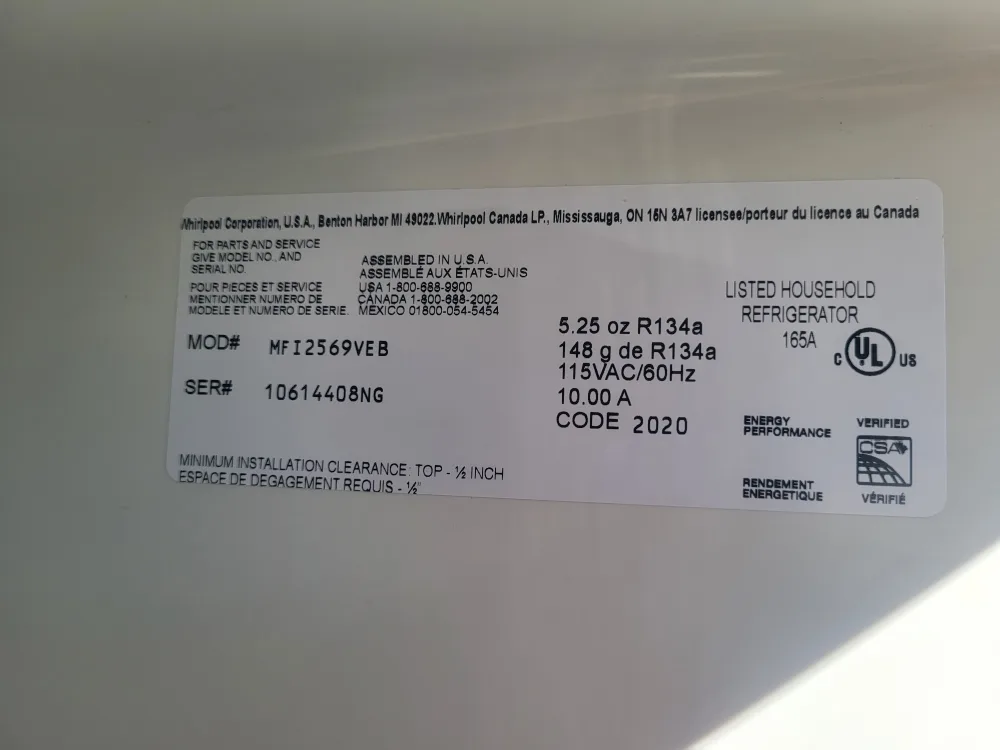 Whirlpool Corporation, U.S.A., Benton Harbor MI 49022.Whirlpool Canada LP., Mississauga, ON 15N 3A7 licensee/porteur du licence au Canada
FOR PARTS AND SERVICE
GIVE MODEL NO., AND
SERIAL NO.
POUR PIECES ET SERVICE
MENTIONNER NUMERO DE
MODELE ET NUMERO DE SERIE.
ASSEMBLED IN U.S.A.
ASSEMBLÉ AUX ÉTATS-UNIS
USA 1-800-688-9900
CANADA 1-800-688-2002
MEXICO 01800-054-5454
MOD# MFI2569VEB
SER# 10614408NG
MINIMUM INSTALLATION CLEARANCE: TOP - ½ INCH
ESPACE DE DEGAGEMENT REQUIS - ½"
5.25 oz R134a
148 g de R134a
115VAC/60Hz
10.00 A
CODE 2020
LISTED HOUSEHOLD
REFRIGERATOR
165A
C UL US
ENERGY
PERFORMANCE
RENDEMENT
ENERGETIQUE
VERIFIED
CSA
VÉRIFIÉ